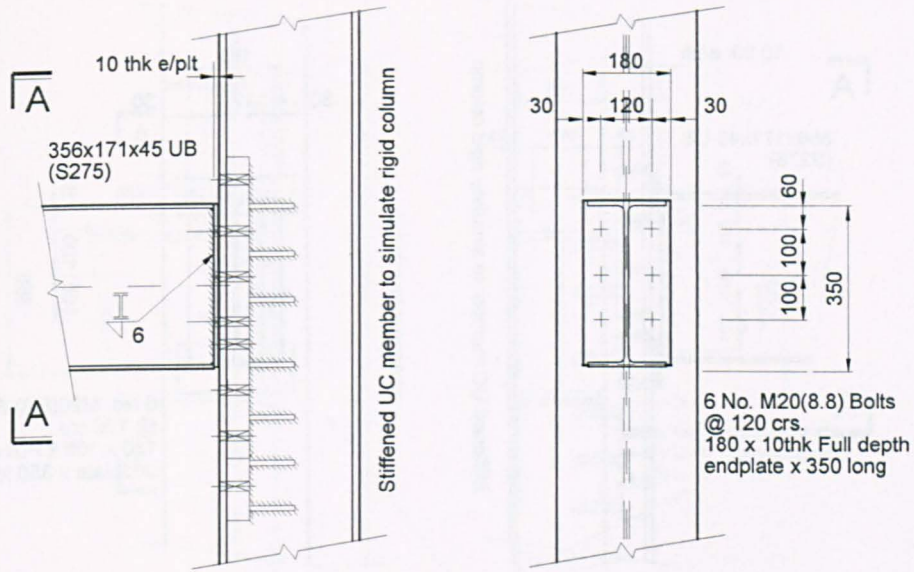 10 thk e/plt
A
356x171x45 UB
(S275)
6
A
Stiffened UC member to simulate rigid column
180
30
120
30
60
100
100
350
6 No. M20(8.8) Bolts
@ 120 crs.
180 x 10thk Full depth
endplate x 350 long